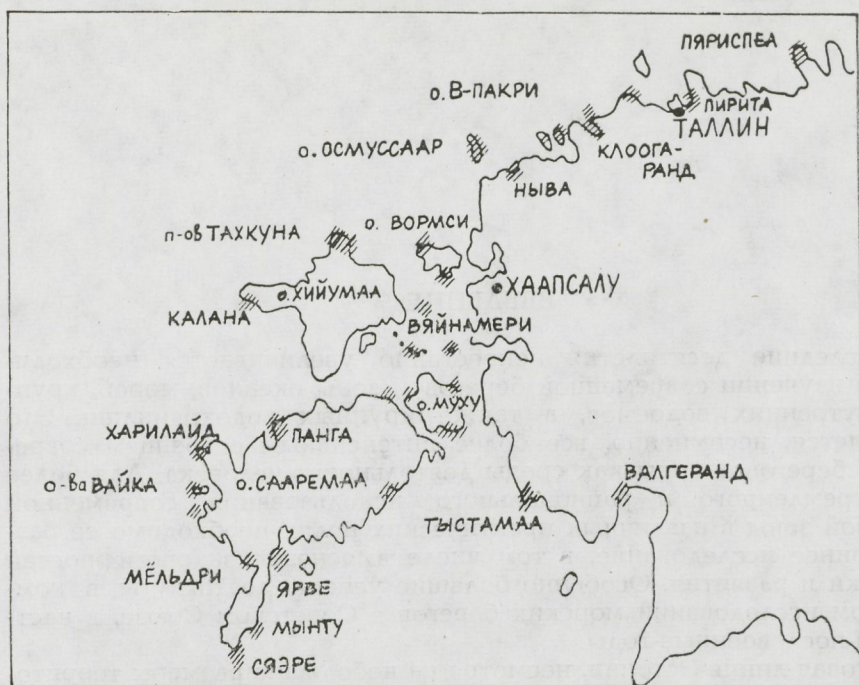 ПЯРИСПЕА
о. В-ПАКРИ
ПИРИТА
ТАЛЛИН
о. ОСМУССААР
КЛООГА-
РАНД
НЫВА
о. ВОРМСИ
п-ов ТАХКУНА
ХААПСАЛУ
о. ХИЙУМАА
КАЛАНА
ВЯЙНАМЕРИ
о. МУХУ
ХАРИЛАЙД
ПАНГА
ВАЛГЕРАНД
о-ва ВАЙКА
о. СААРЕМАА
ТЫСТАМАА
МЁЛЬДРИ
ЯРВЕ
МЫНТУ
СЯЭРЕ